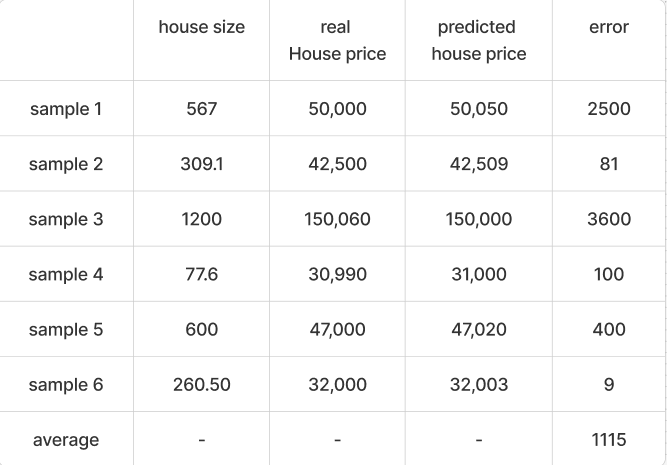 house size real House price predicted house price error
sample 1 567 50,000 50,050 2500
sample 2 309.1 42,500 42,509 81
sample 3 1200 150,060 150,000 3600
sample 4 77.6 30,990 31,000 100
sample 5 600 47,000 47,020 400
sample 6 260.50 32,000 32,003 9
average - - - 1115